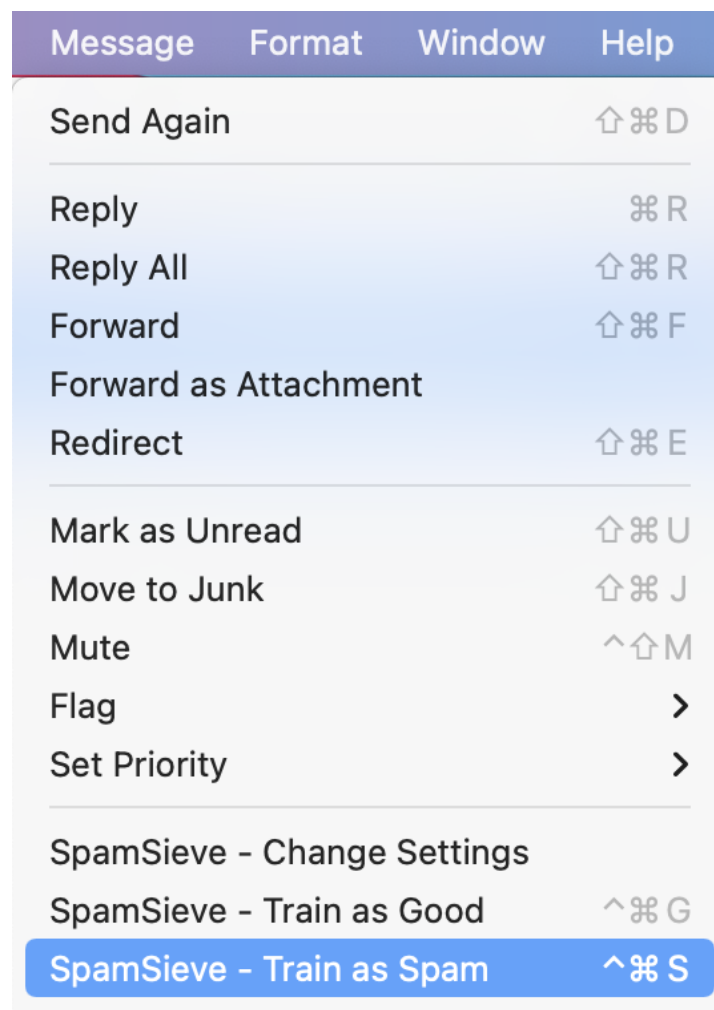 Message Format Window Help
Send Again ⇧⌘D
Reply ⌘R
Reply All ⇧⌘R
Forward ⇧⌘F
Forward as Attachment
Redirect ⇧⌘E
Mark as Unread ⇧⌘U
Move to Junk ⇧⌘J
Mute ^⇧M
Flag >
Set Priority >
SpamSieve - Change Settings
SpamSieve - Train as Good ^⌘G
SpamSieve - Train as Spam ^⌘S